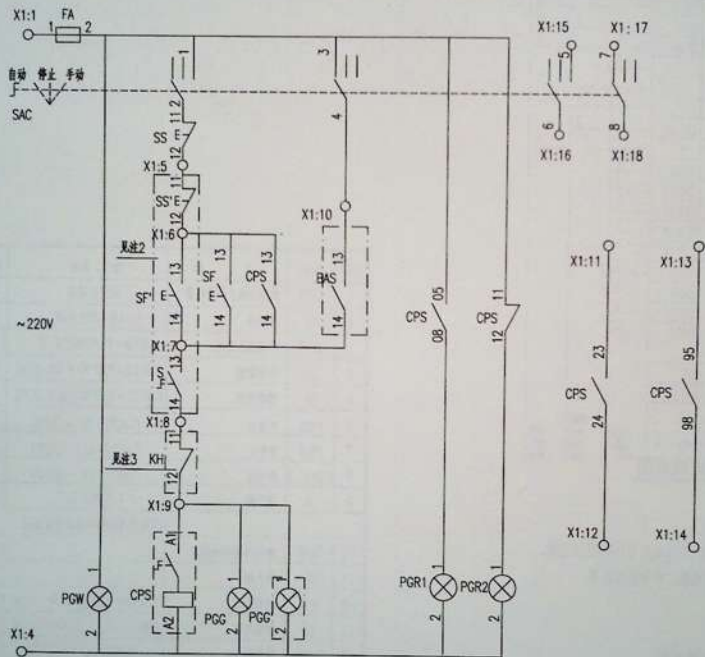 X1:1
FA
1 2
X1:15
X1:17
1
3
5
7
自动 停止 手动
SAC
2
4
6
8
X1:16
X1:18
11
SS E
12
X1:5
11
SS' E
12
X1:10
X1:6
见注2
13
SF' E
14
13
SF
E
14
13
CPS
14
13
BAS
14
X1:11
X1:13
~220V
X1:7
05
CPS
08
11
CPS
12
23
CPS
24
95
CPS
98
13
S
F
14
X1:8
11
见注3 KH
12
X1:9
X1:12
X1:14
A1
F
CPS
A2
1
PGW
2
1
PGG
2
PGG
2
1
PGR1
2
1
PGR2
2
X1:4